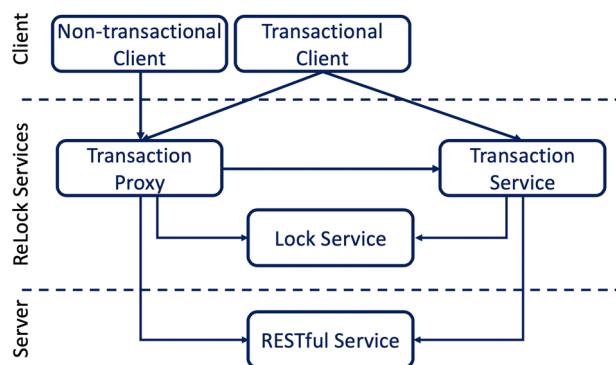 Client
Non-transactional
Client
Transactional
Client
ReLock Services
Transaction
Proxy
Transaction
Service
Lock Service
Server
RESTful Service